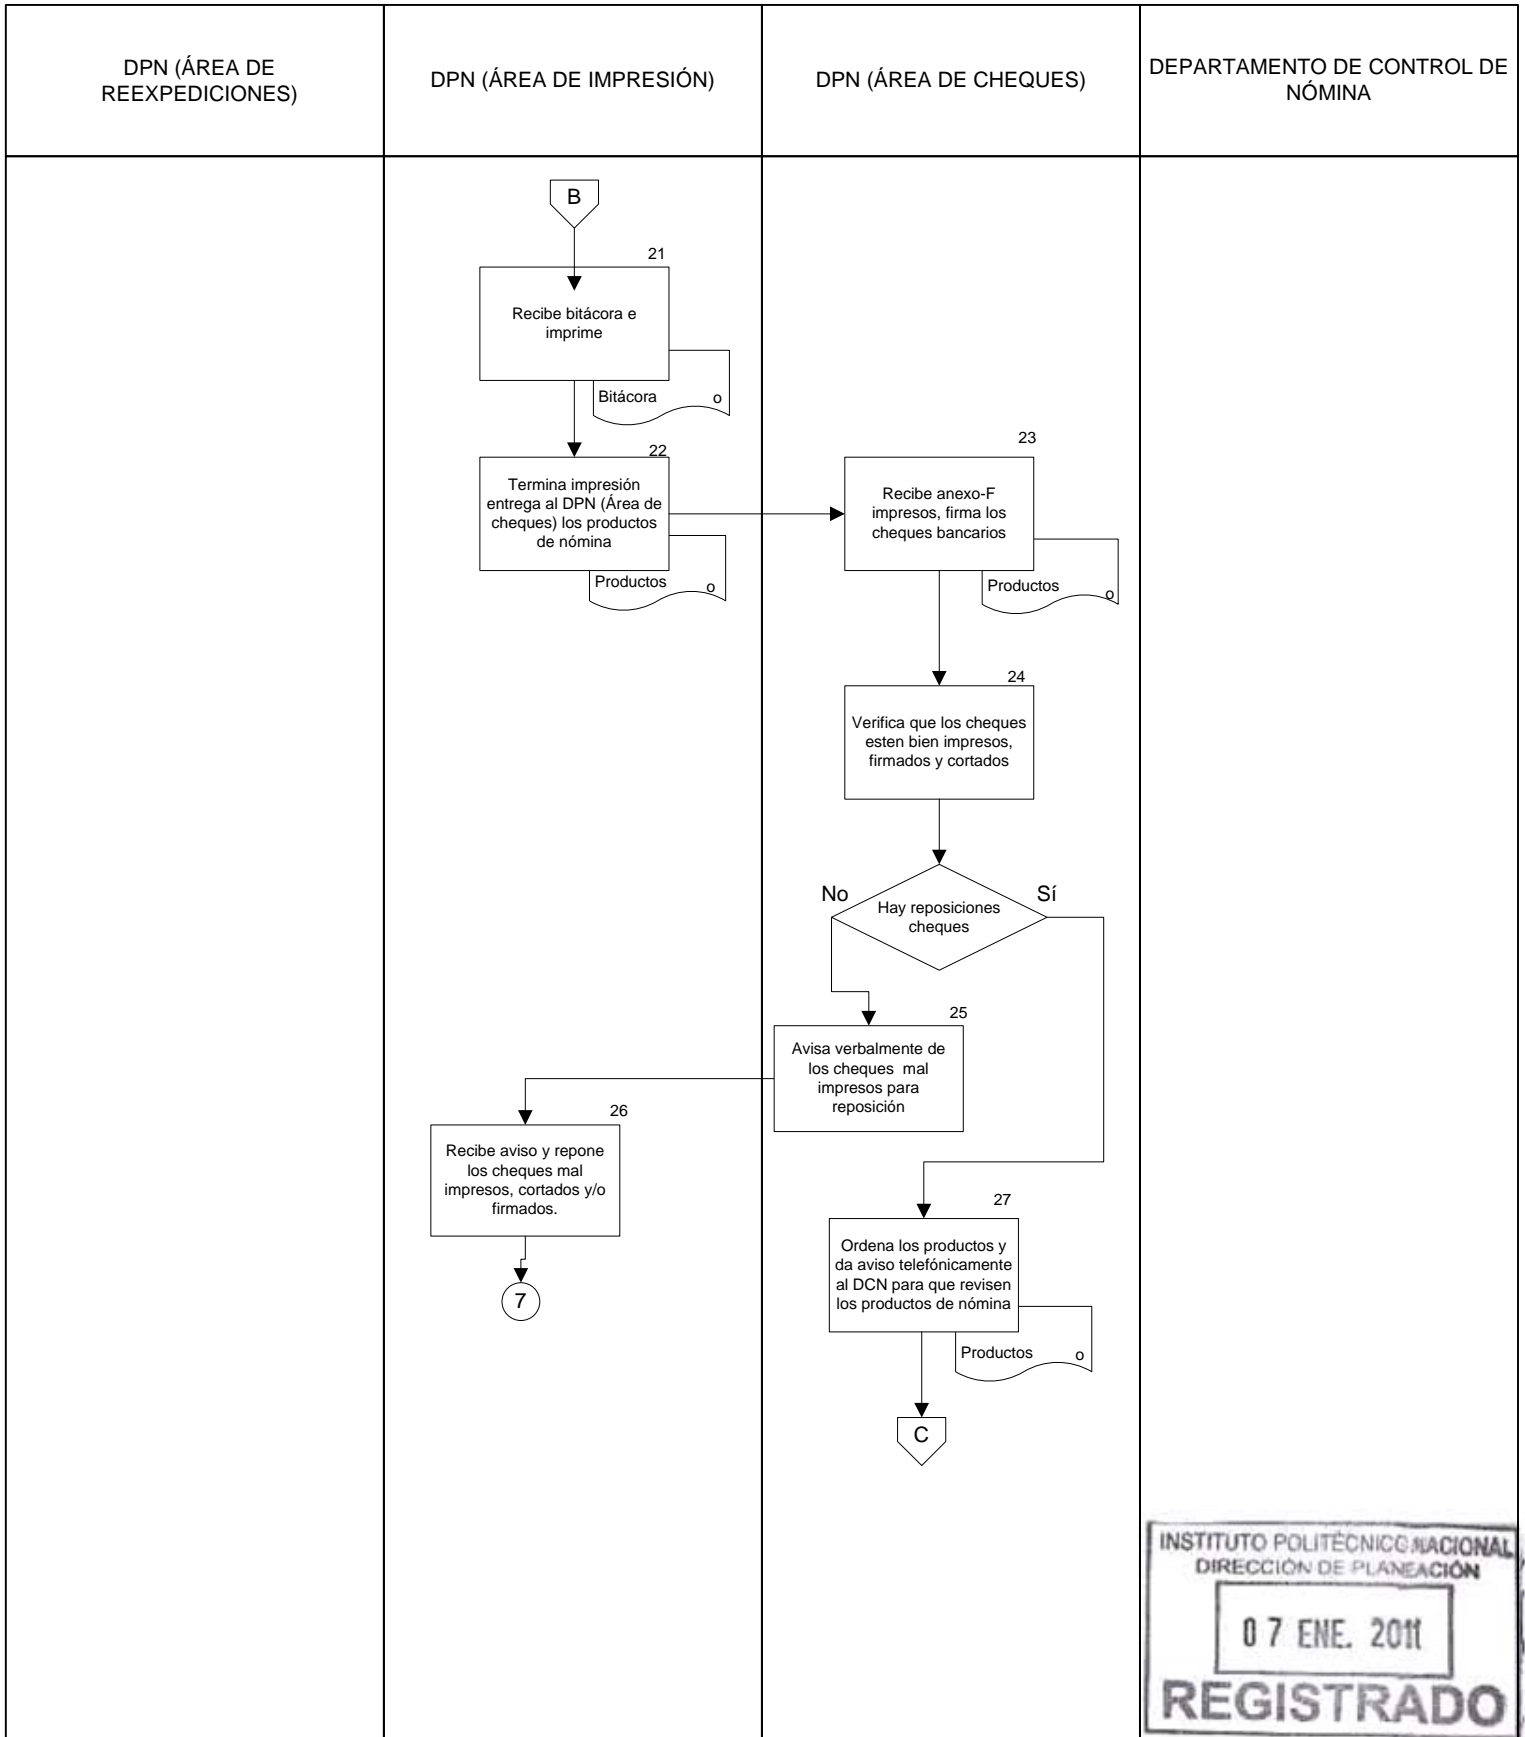 DPN (ÁREA DE
REEXPEDICIONES)
DPN (ÁREA DE IMPRESIÓN)
DPN (ÁREA DE CHEQUES)
DEPARTAMENTO DE CONTROL DE
NÓMINA
B
21
Recibe bitácora e
imprime
Bitácora o
22
Termina impresión
entrega al DPN (Área de
cheques) los productos
de nómina
Productos o
23
Recibe anexo-F
impresos, firma los
cheques bancarios
Productos o
24
Verifica que los cheques
esten bien impresos,
firmados y cortados
No
Hay reposiciones
cheques
Sí
25
Avisa verbalmente de
los cheques mal
impresos para
reposición
26
Recibe aviso y repone
los cheques mal
impresos, cortados y/o
firmados.
7
27
Ordena los productos y
da aviso telefónicamente
al DCN para que revisen
los productos de nómina
Productos o
C
INSTITUTO POLITÉCNICO NACIONAL
DIRECCIÓN DE PLANEACIÓN
07 ENE. 2011
REGISTRADO